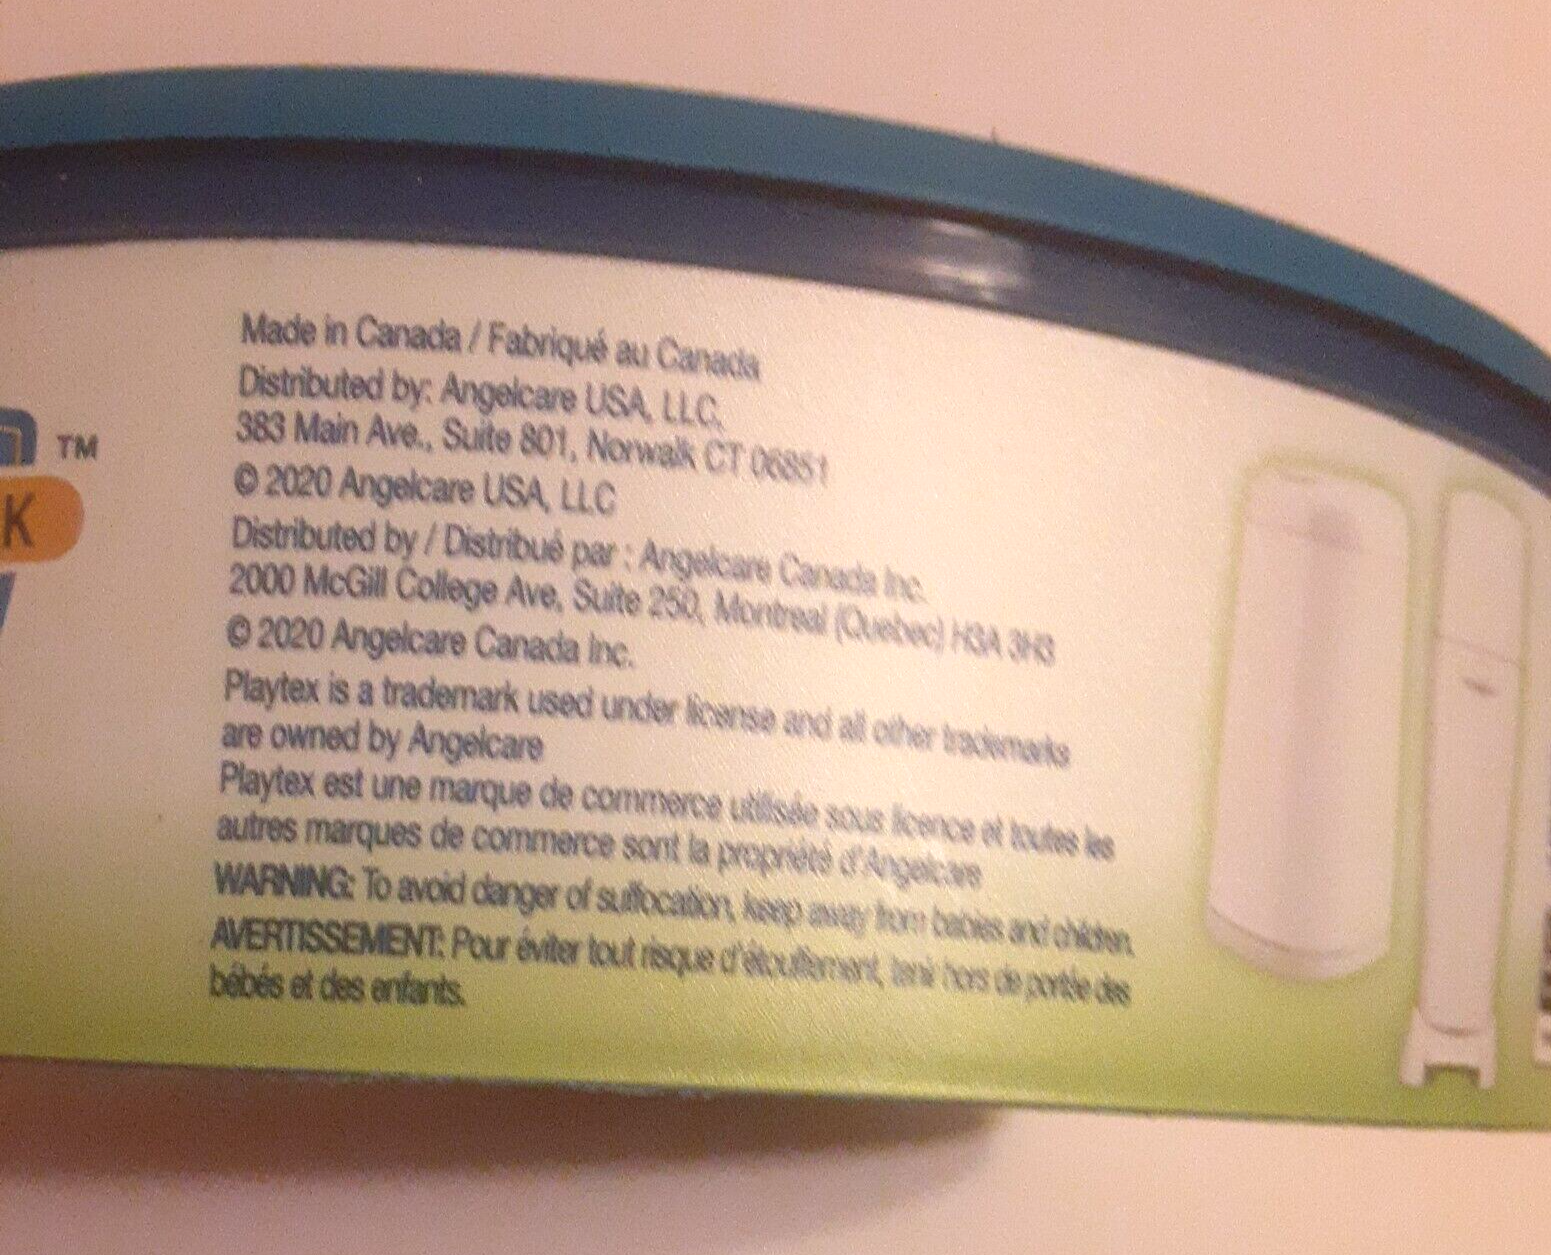 TM
K
Made in Canada / Fabriqué au Canada
Distributed by: Angelcare USA, LLC,
383 Main Ave., Suite 801, Norwalk CT 06851
© 2020 Angelcare USA, LLC
Distributed by / Distribué par : Angelcare Canada Inc.
2000 McGill College Ave, Suite 250, Montreal (Quebec) H3A 3H3
© 2020 Angelcare Canada Inc.
Playtex is a trademark used under license and all other trademarks
are owned by Angelcare
Playtex est une marque de commerce utilisée sous licence et toutes les
autres marques de commerce sont la propriété d'Angelcare
WARNING: To avoid danger of suffocation, keep away from babies and children.
AVERTISSEMENT: Pour éviter tout risque d'étouffement, tenir hors de portée des
bébés et des enfants.